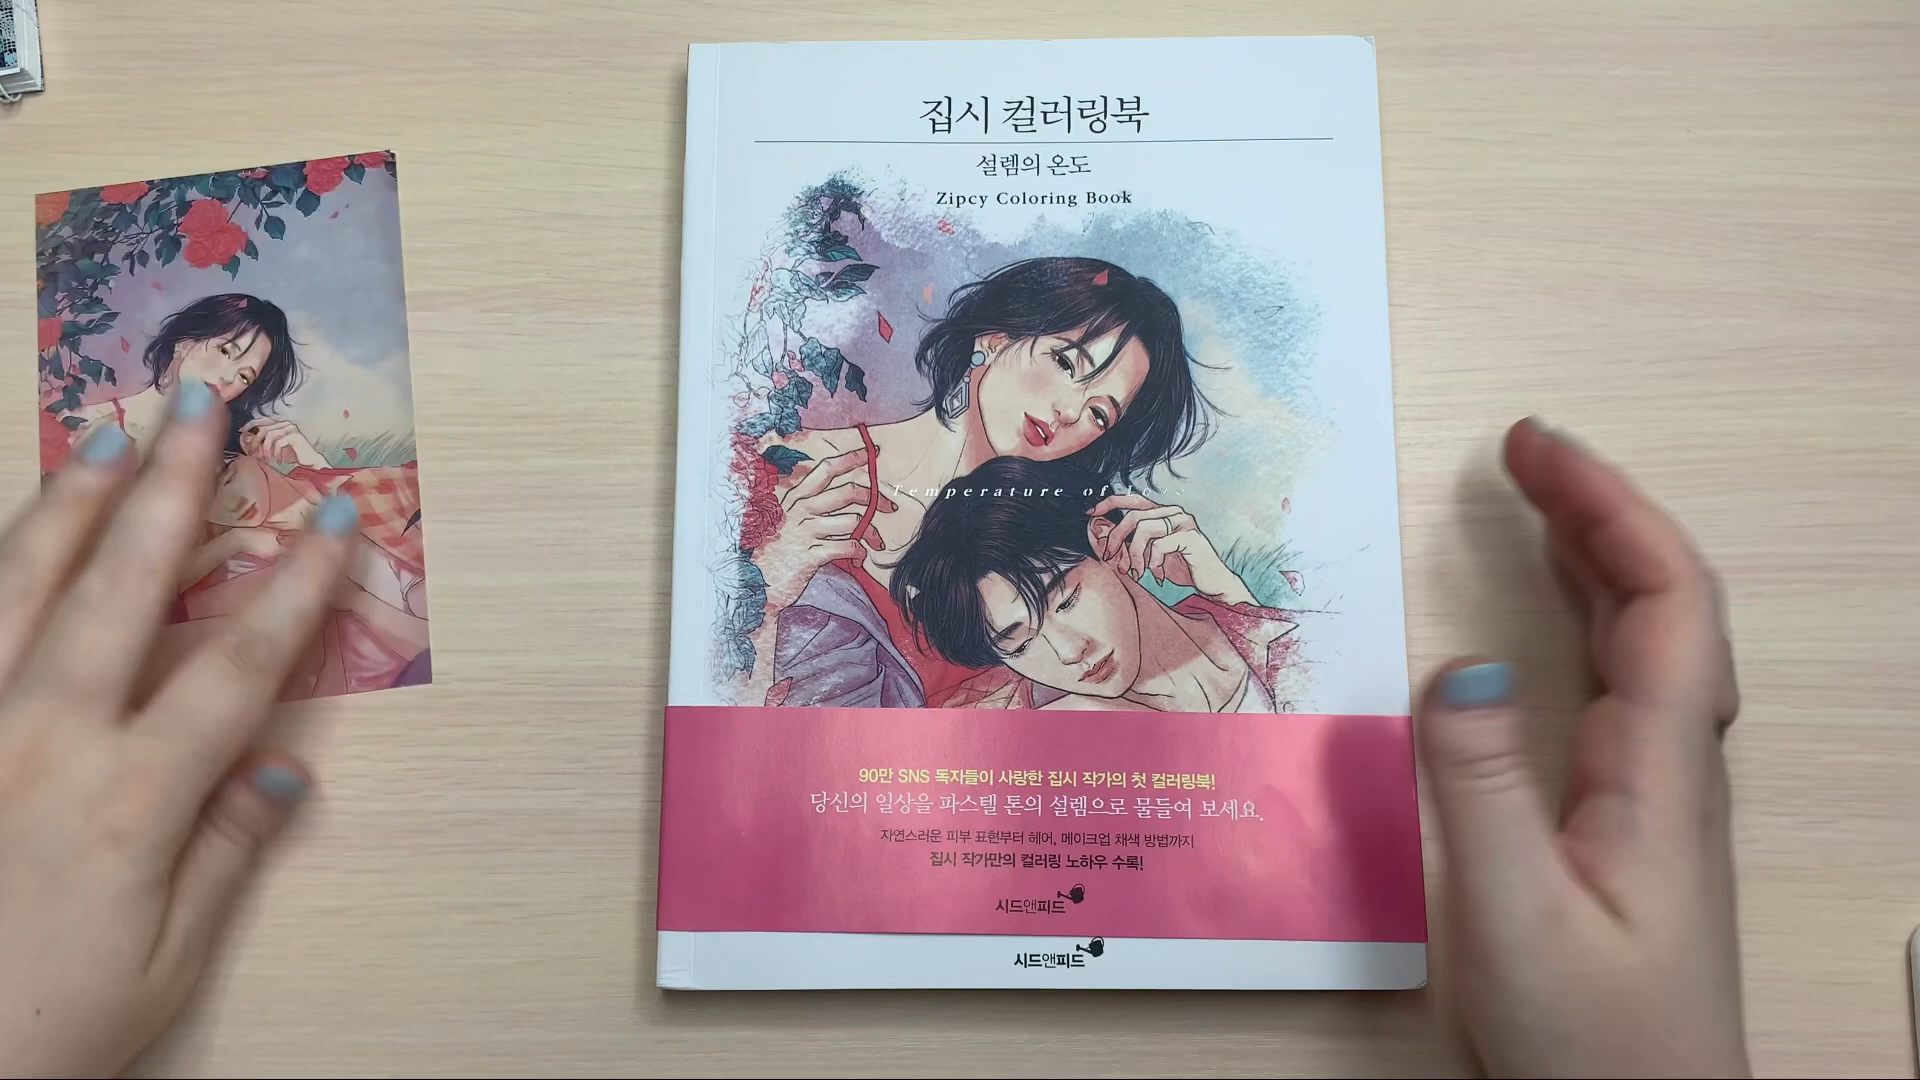 집시 컬러링북
설렘의 온도
Zipcy Coloring Book
Temperature of Love
90만 SNS 독자들이 사랑한 집시 작가의 첫 컬러링북!
당신의 일상을 파스텔 톤의 설렘으로 물들여 보세요.
자연스러운 피부 표현부터 헤어, 메이크업 채색 방법까지
집시 작가만의 컬러링 노하우 수록!
시드앤피드
시드앤피드